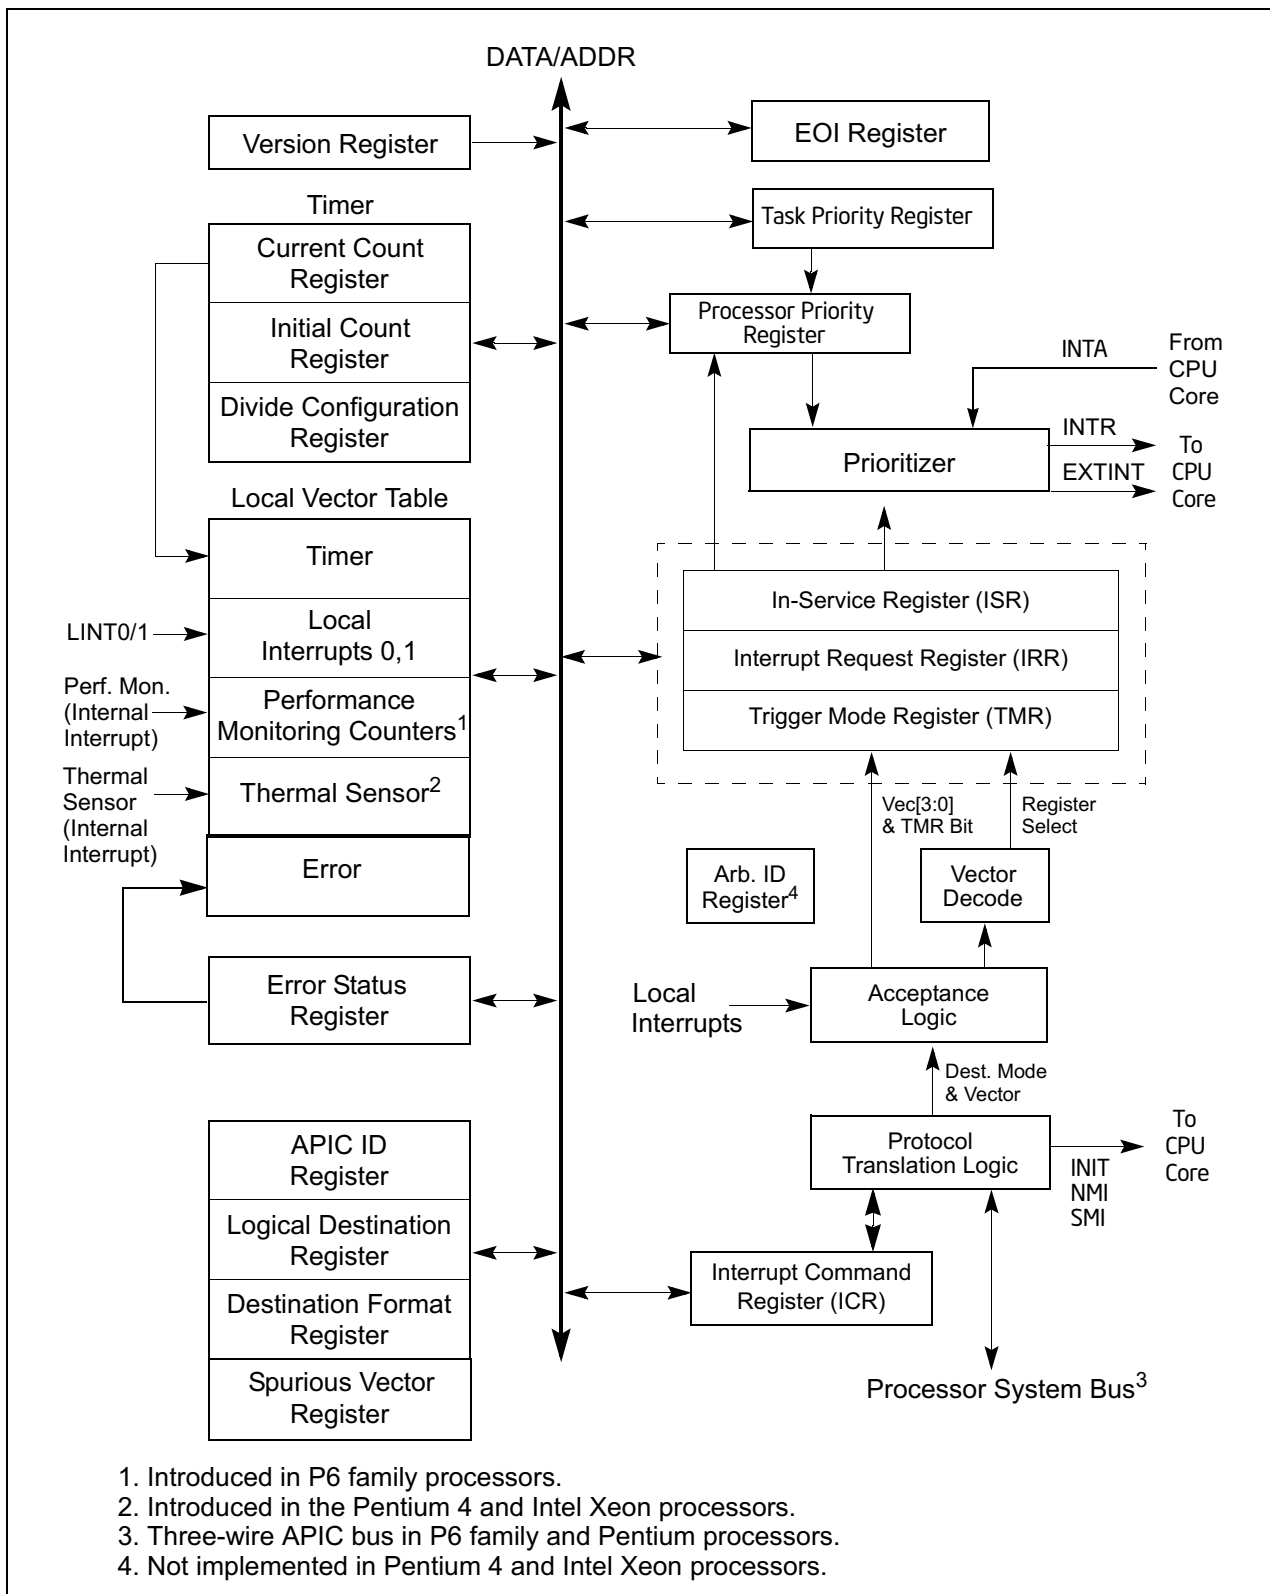 DATA/ADDR
Version Register
EOI Register
Timer
Task Priority Register
Current Count
Register
Initial Count
Register
Divide Configuration
Register
Processor Priority
Register
INTA
From
CPU
Core
Prioritizer
INTR
EXTINT
To
CPU
Core
Local Vector Table
Timer
LINT0/1
Local
Interrupts 0,1
Perf. Mon.
(Internal
Interrupt)
Performance
Monitoring Counters1
Thermal
Sensor
(Internal
Interrupt)
Thermal Sensor2
Error
In-Service Register (ISR)
Interrupt Request Register (IRR)
Trigger Mode Register (TMR)
Vec[3:0]
& TMR Bit
Register
Select
Arb. ID
Register4
Vector
Decode
Error Status
Register
Local
Interrupts
Acceptance
Logic
Dest. Mode
& Vector
APIC ID
Register
Logical Destination
Register
Destination Format
Register
Spurious Vector
Register
Protocol
Translation Logic
INIT
NMI
SMI
To
CPU
Core
Interrupt Command
Register (ICR)
Processor System Bus3
1. Introduced in P6 family processors.
2. Introduced in the Pentium 4 and Intel Xeon processors.
3. Three-wire APIC bus in P6 family and Pentium processors.
4. Not implemented in Pentium 4 and Intel Xeon processors.